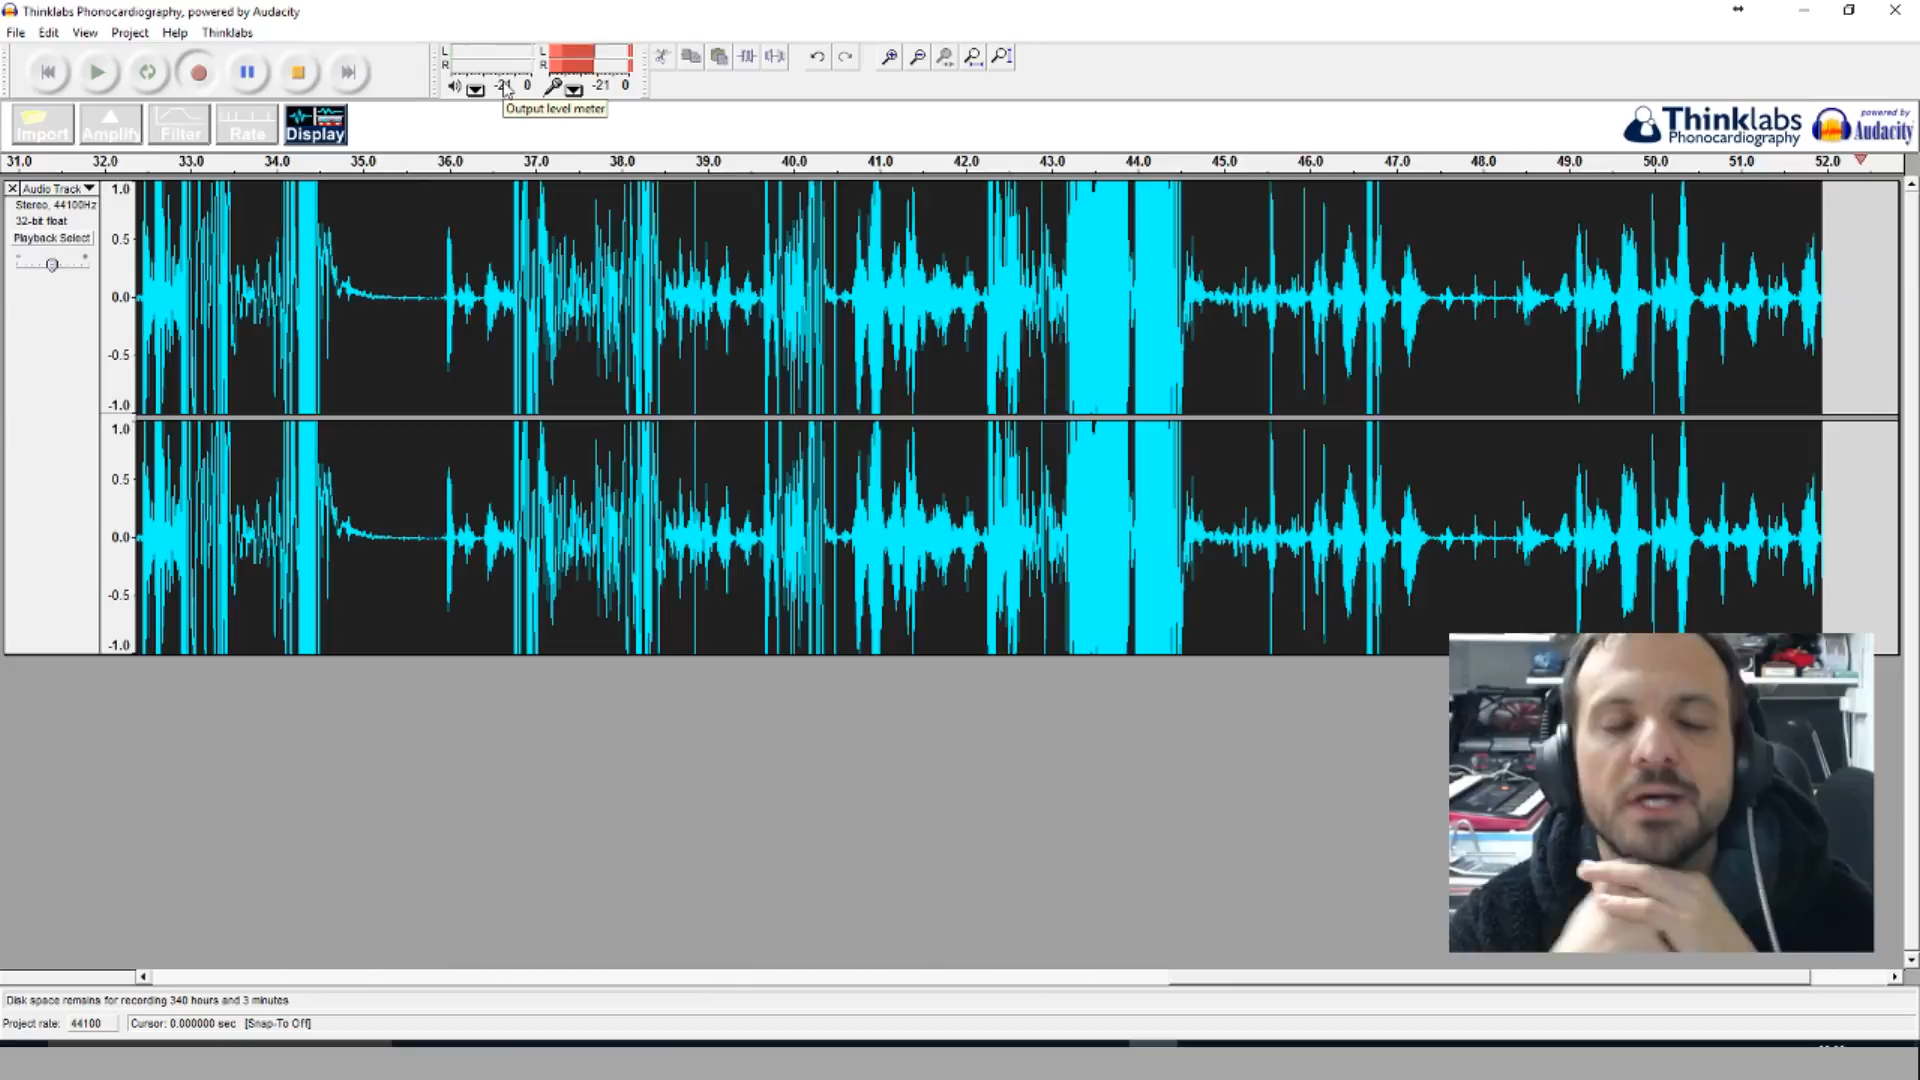 Thinklabs Phonocardiography, powered by Audacity
File Edit View Project Help Thinklabs
L
R
-21 0
L
R
-21 0
Output level meter
Import Amplify Filter Rate Display
Thinklabs Phonocardiography
powered by Audacity
31.0 32.0 33.0 34.0 35.0 36.0 37.0 38.0 39.0 40.0 41.0 42.0 43.0 44.0 45.0 46.0 47.0 48.0 49.0 50.0 51.0 52.0
Audio Track
Stereo, 44100Hz
32-bit float
Playback Select
1.0
0.5
0.0
-0.5
-1.0
1.0
0.5
0.0
-0.5
-1.0
Disk space remains for recording 340 hours and 3 minutes
Project rate: 44100 Cursor: 0.000000 sec [Snap-To Off]